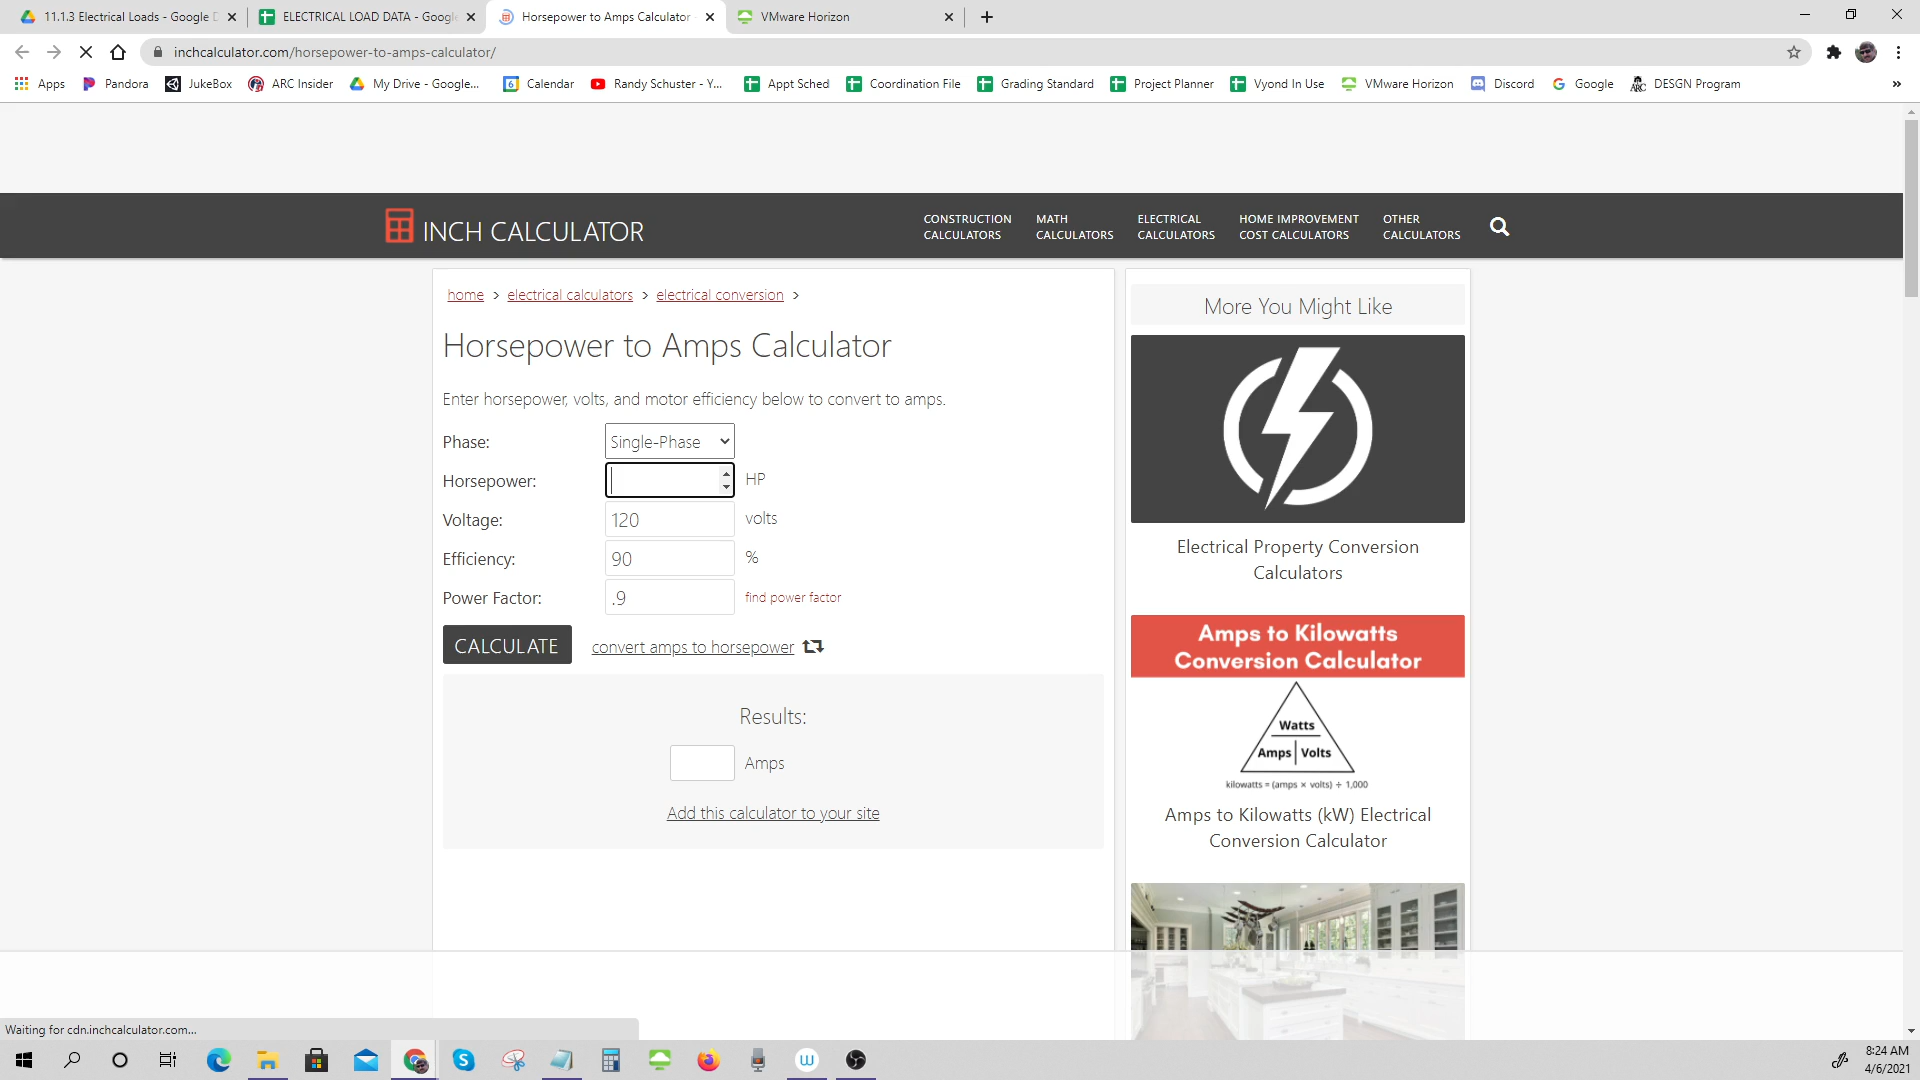 11.1.3 Electrical Loads - Google D
ELECTRICAL LOAD DATA - Googl
Horsepower to Amps Calculator
VMware Horizon
inchcalculator.com/horsepower-to-amps-calculator/
Apps
Pandora
JukeBox
ARC Insider
My Drive - Google...
Calendar
Randy Schuster - Y...
Appt Sched
Coordination File
Grading Standard
Project Planner
Vyond In Use
VMware Horizon
Discord
Google
DESGN Program
»
INCH CALCULATOR
CONSTRUCTION
CALCULATORS
MATH
CALCULATORS
ELECTRICAL
CALCULATORS
HOME IMPROVEMENT
COST CALCULATORS
OTHER
CALCULATORS
home > electrical calculators > electrical conversion >
Horsepower to Amps Calculator
Enter horsepower, volts, and motor efficiency below to convert to amps.
Phase: Single-Phase
Horsepower: HP
Voltage: 120 volts
Efficiency: 90 %
Power Factor: .9 find power factor
CALCULATE convert amps to horsepower
Results:
Amps
Add this calculator to your site
More You Might Like
Electrical Property Conversion
Calculators
Amps to Kilowatts
Conversion Calculator
Watts
Amps Volts
kilowatts = (amps × volts) ÷ 1,000
Amps to Kilowatts (kW) Electrical
Conversion Calculator
Waiting for cdn.inchcalculator.com...
8:24 AM
4/6/2021